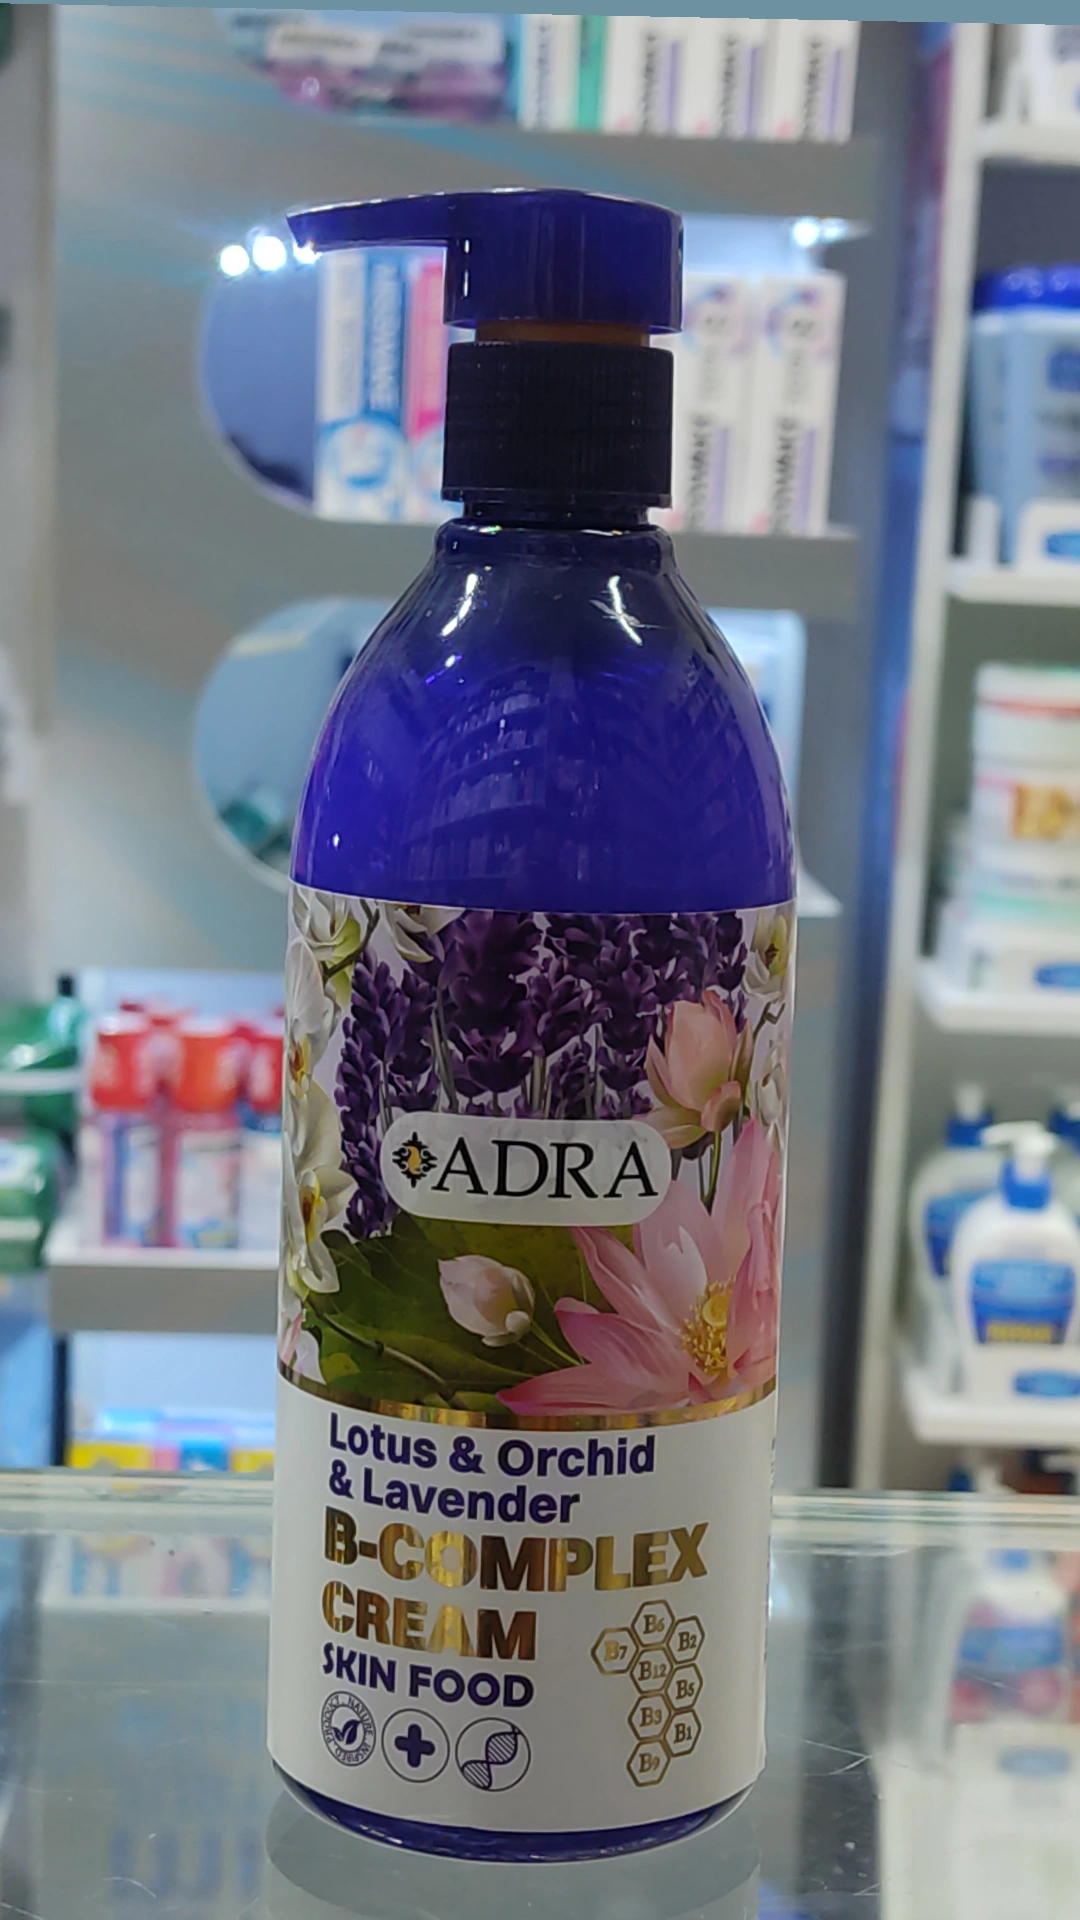 ADRA
Lotus & Orchid
& Lavender
B-COMPLEX
CREAM
SKIN FOOD
B6
B7
B2
B12
B5
B3
B1
B9